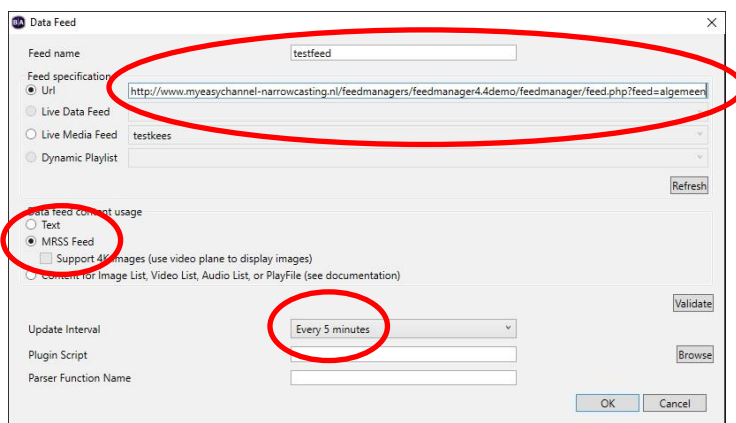 B:A Data Feed
Feed name testfeed
Feed specification
Url http://www.myeasychannel-narrowcasting.nl/feedmanagers/feedmanager4.4demo/feedmanager/feed.php?feed=algemeen
Live Data Feed
Live Media Feed testkees
Dynamic Playlist
Refresh
Data feed content usage
Text
MRSS Feed
Support 4K images (use video plane to display images)
Content for Image List, Video List, Audio List, or PlayFile (see documentation)
Validate
Update Interval Every 5 minutes
Plugin Script Browse
Parser Function Name
OK Cancel